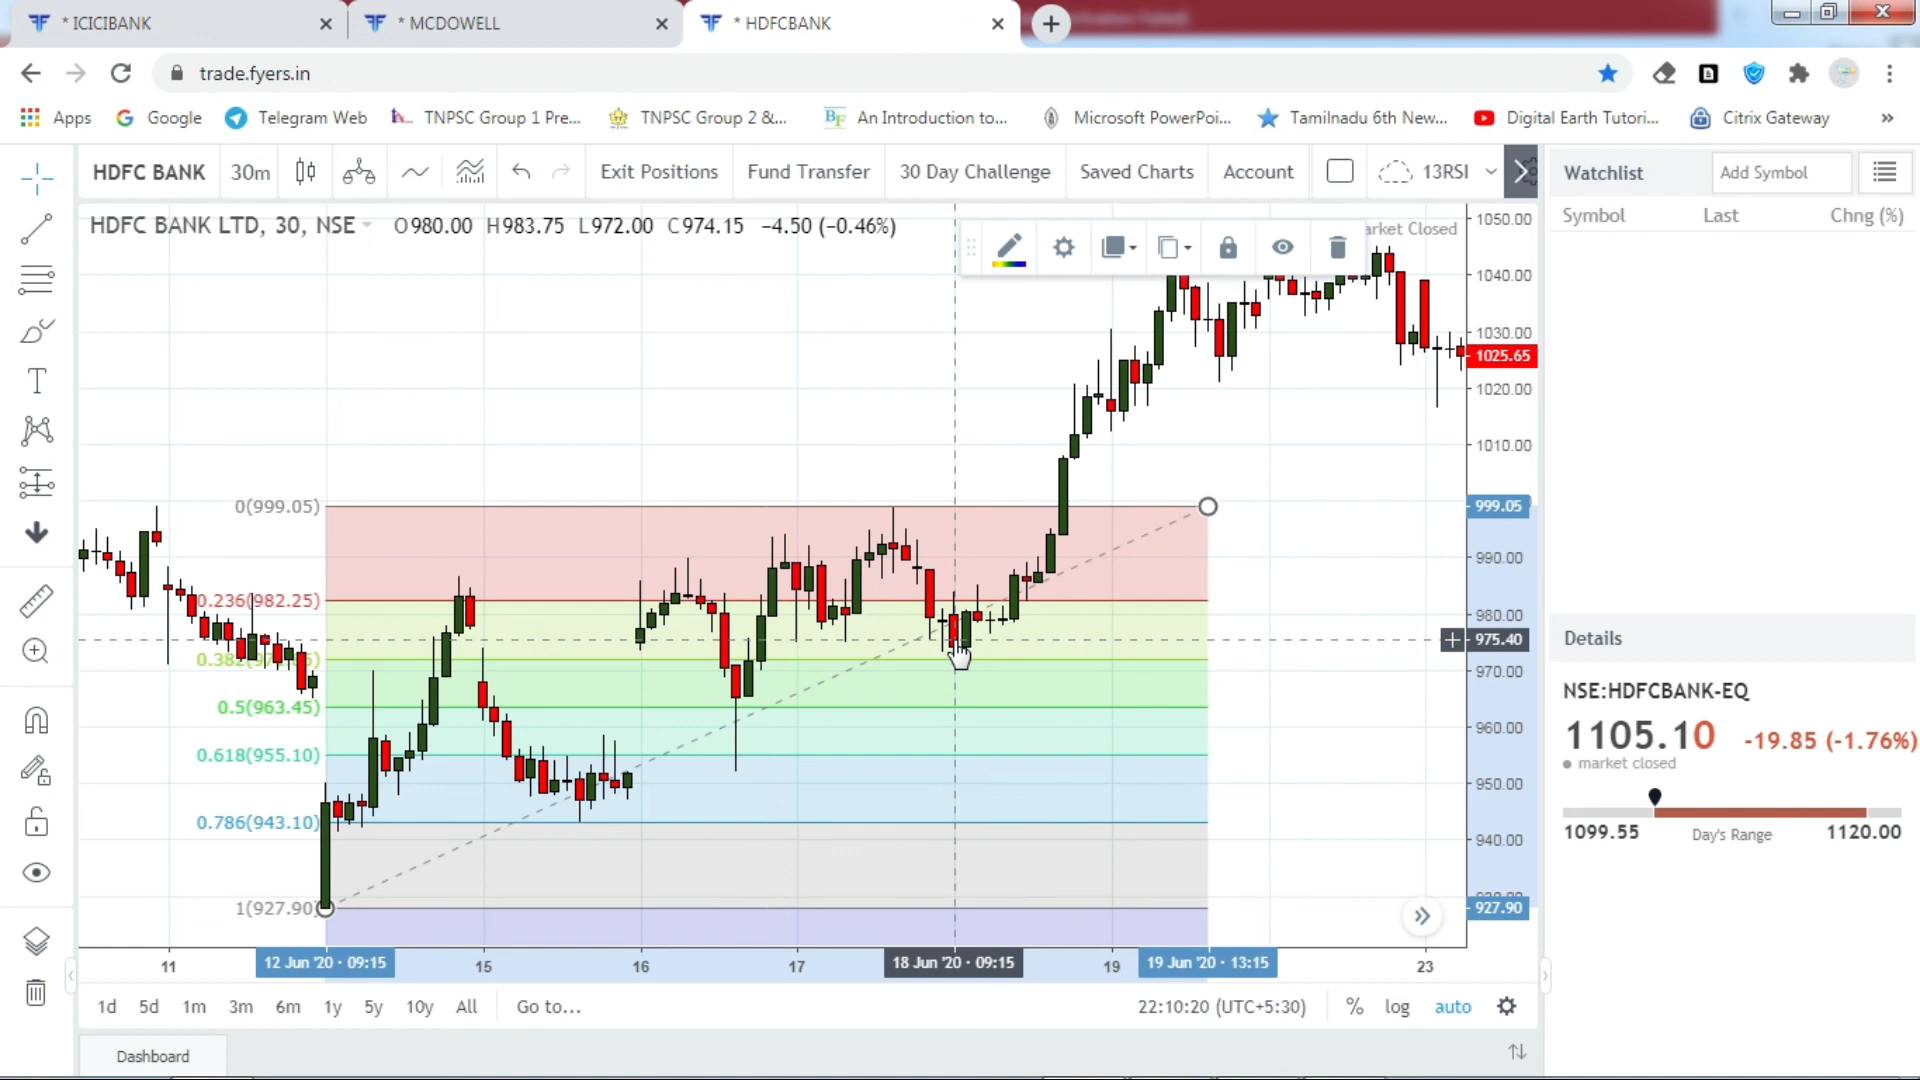 * ICICIBANK
* MCDOWELL
* HDFCBANK
trade.fyers.in
Apps
Google
Telegram Web
TNPSC Group 1 Pre...
TNPSC Group 2 &...
An Introduction to...
Microsoft PowerPoi...
Tamilnadu 6th New...
Digital Earth Tutori...
Citrix Gateway
HDFC BANK
30m
Exit Positions
Fund Transfer
30 Day Challenge
Saved Charts
Account
13RSI
Watchlist
Add Symbol
Symbol Last Chng (%)
HDFC BANK LTD, 30, NSE O980.00 H983.75 L972.00 C974.15 −4.50 (−0.46%)
arket Closed
1050.00
1040.00
1030.00
1025.65
1020.00
1010.00
999.05
990.00
980.00
975.40
970.00
960.00
950.00
940.00
927.90
0(999.05)
0.236(982.25)
0.5(963.45)
0.618(955.10)
0.786(943.10)
1(927.90)
Details
NSE:HDFCBANK-EQ
1105.10 -19.85 (-1.76%)
market closed
1099.55 Day's Range 1120.00
11
12 Jun '20 · 09:15
15
16
17
18 Jun '20 · 09:15
19
19 Jun '20 · 13:15
23
1d 5d 1m 3m 6m 1y 5y 10y All
Go to...
22:10:20 (UTC+5:30)
% log auto
Dashboard